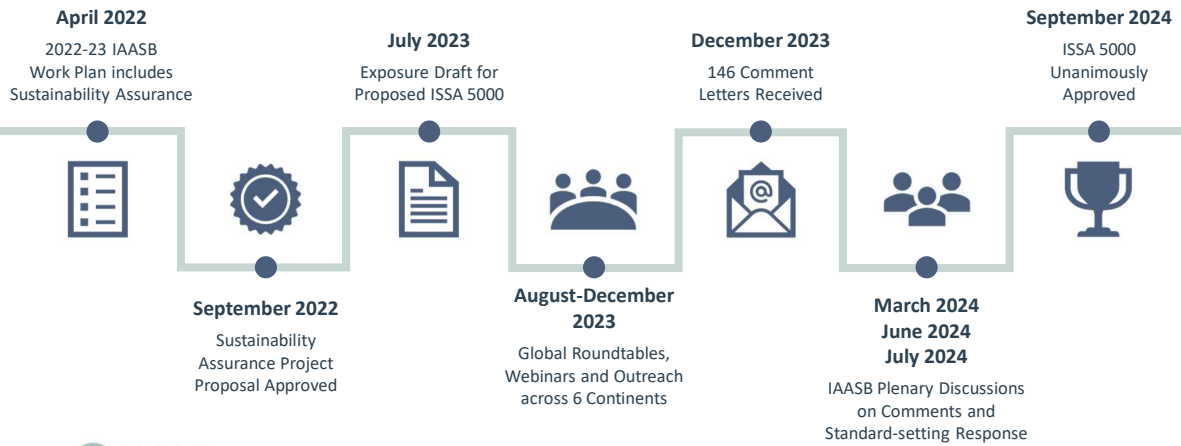 April 2022
2022-23 IAASB
Work Plan includes
Sustainability Assurance
September 2022
Sustainability
Assurance Project
Proposal Approved
July 2023
Exposure Draft for
Proposed ISSA 5000
August-December
2023
Global Roundtables,
Webinars and Outreach
across 6 Continents
December 2023
146 Comment
Letters Received
@
March 2024
June 2024
July 2024
IAASB Plenary Discussions
on Comments and
Standard-setting Response
September 2024
ISSA 5000
Unanimously
Approved